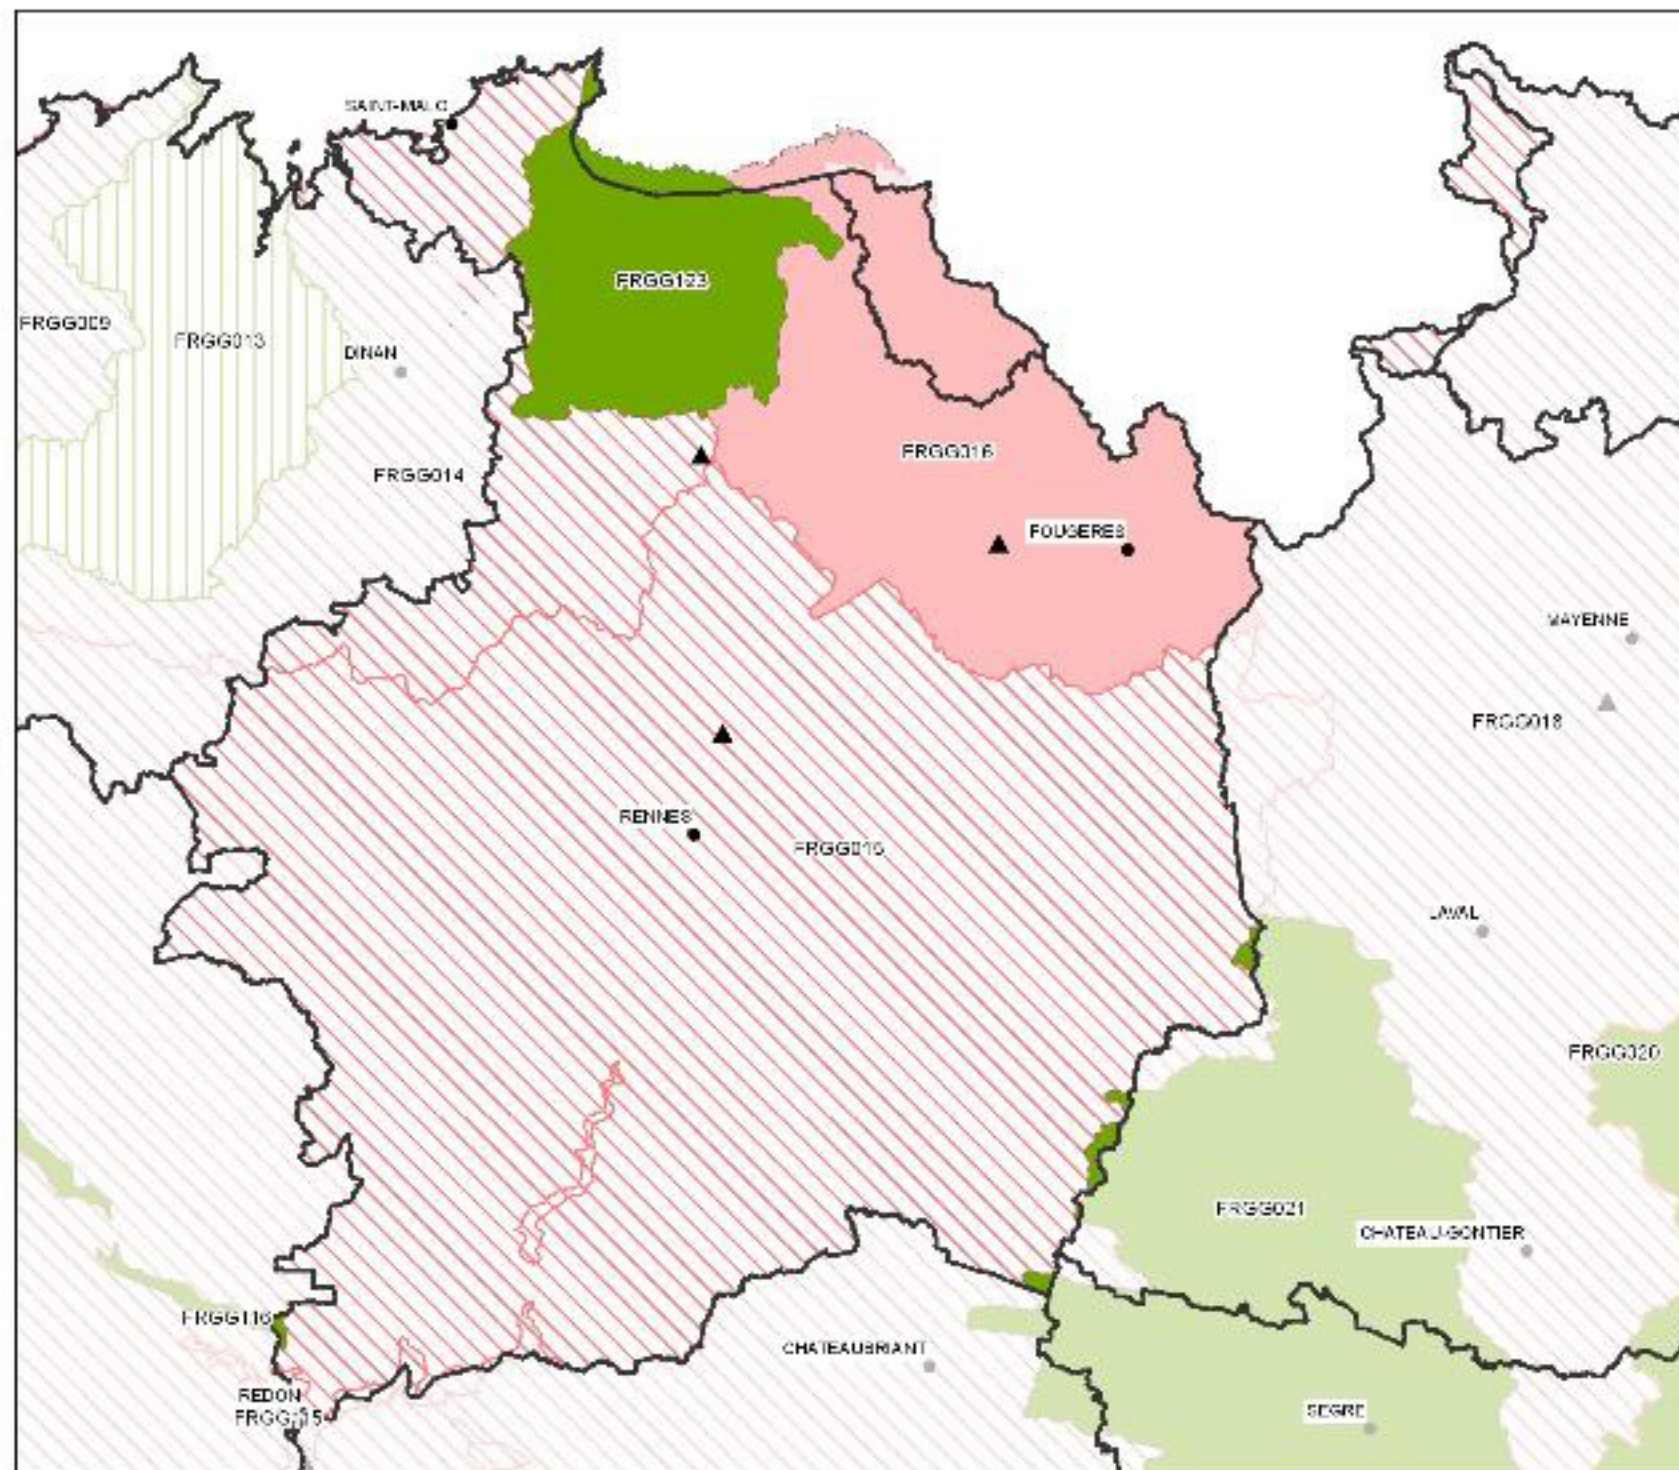 SAINT-MALO
FRGG123
FRGG009
FRGG013
DINAN
FRGG016
FRGG014
FOUGERES
MAYENNE
FRGG018
RENNES
FRGG015
LAVAL
FRGG020
FRGG021
CHATEAU-GONTIER
FRGG116
CHATEAUBRIANT
REDON
SEGRE
FRGG115